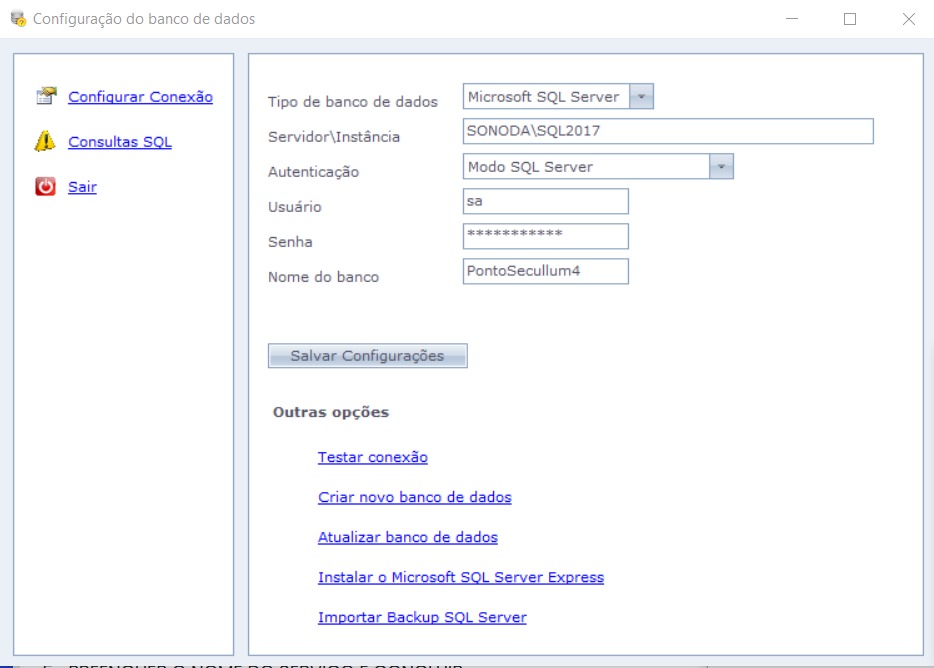 Configuração do banco de dados
Configurar Conexão
Consultas SQL
Sair
Tipo de banco de dados Microsoft SQL Server
Servidor\Instância SONODA\SQL2017
Autenticação Modo SQL Server
Usuário sa
Senha ***********
Nome do banco PontoSecullum4
Salvar Configurações
Outras opções
Testar conexão
Criar novo banco de dados
Atualizar banco de dados
Instalar o Microsoft SQL Server Express
Importar Backup SQL Server